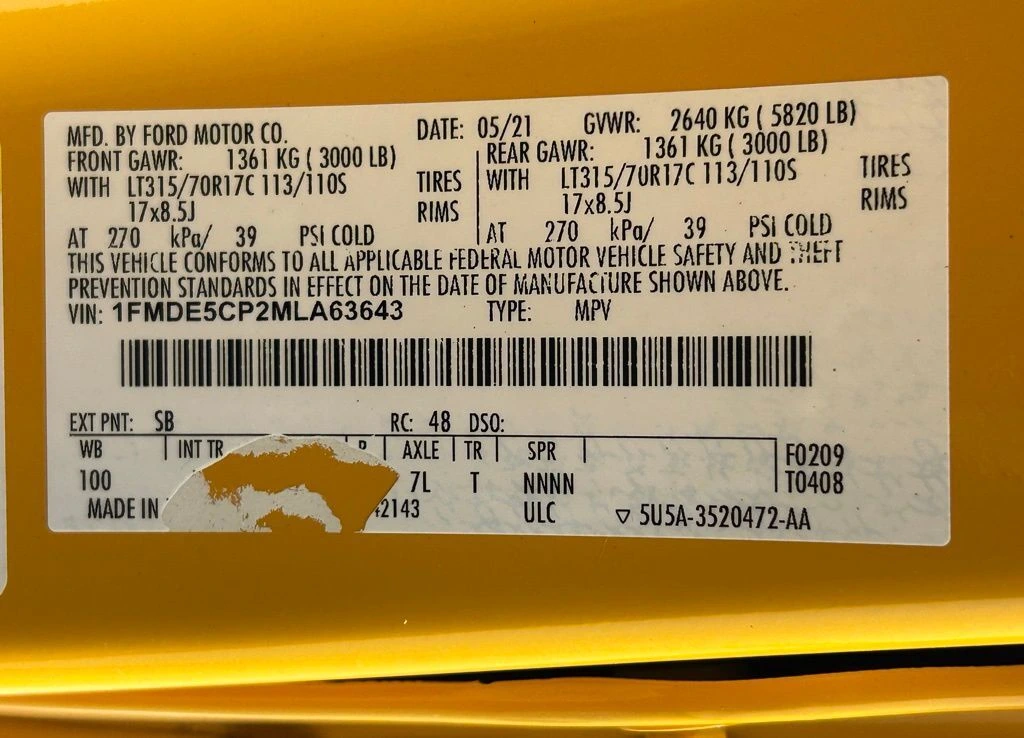 MFD. BY FORD MOTOR CO. DATE: 05/21 GVWR: 2640 KG ( 5820 LB)
FRONT GAWR: 1361 KG ( 3000 LB) REAR GAWR: 1361 KG ( 3000 LB)
WITH LT315/70R17C 113/110S TIRES WITH LT315/70R17C 113/110S TIRES
17x8.5J RIMS 17x8.5J RIMS
AT 270 kPa/ 39 PSI COLD AT 270 kPa/ 39 PSI COLD
THIS VEHICLE CONFORMS TO ALL APPLICABLE FEDERAL MOTOR VEHICLE SAFETY AND THEFT
PREVENTION STANDARDS IN EFFECT ON THE DATE OF MANUFACTURE SHOWN ABOVE.
VIN: 1FMDE5CP2MLA63643 TYPE: MPV
EXT PNT: SB RC: 48 DSO:
WB INT TR AXLE TR SPR F0209
100 7L T NNNN T0408
MADE IN 2143 ULC ▽ 5U5A-3520472-AA